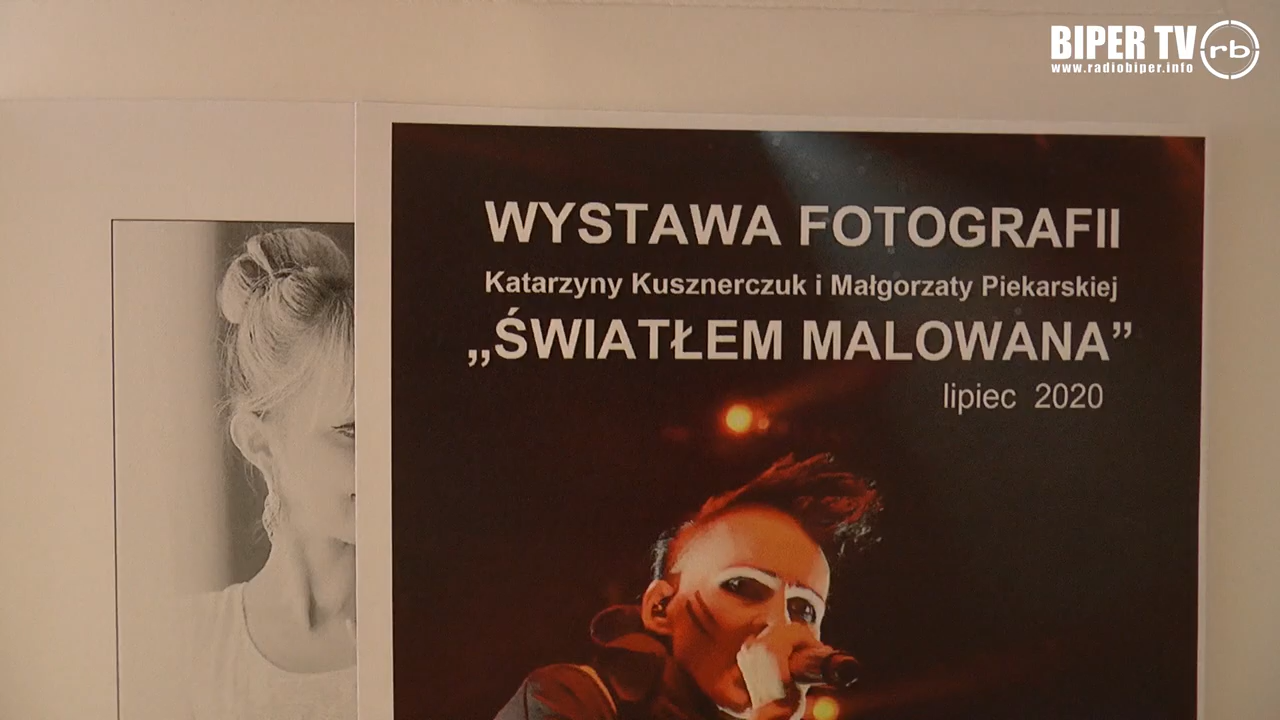 BIPER TV
rb
www.radiobiper.info
WYSTAWA FOTOGRAFII
Katarzyny Kusznerczuk i Małgorzaty Piekarskiej
„ŚWIATŁEM MALOWANA”
lipiec 2020